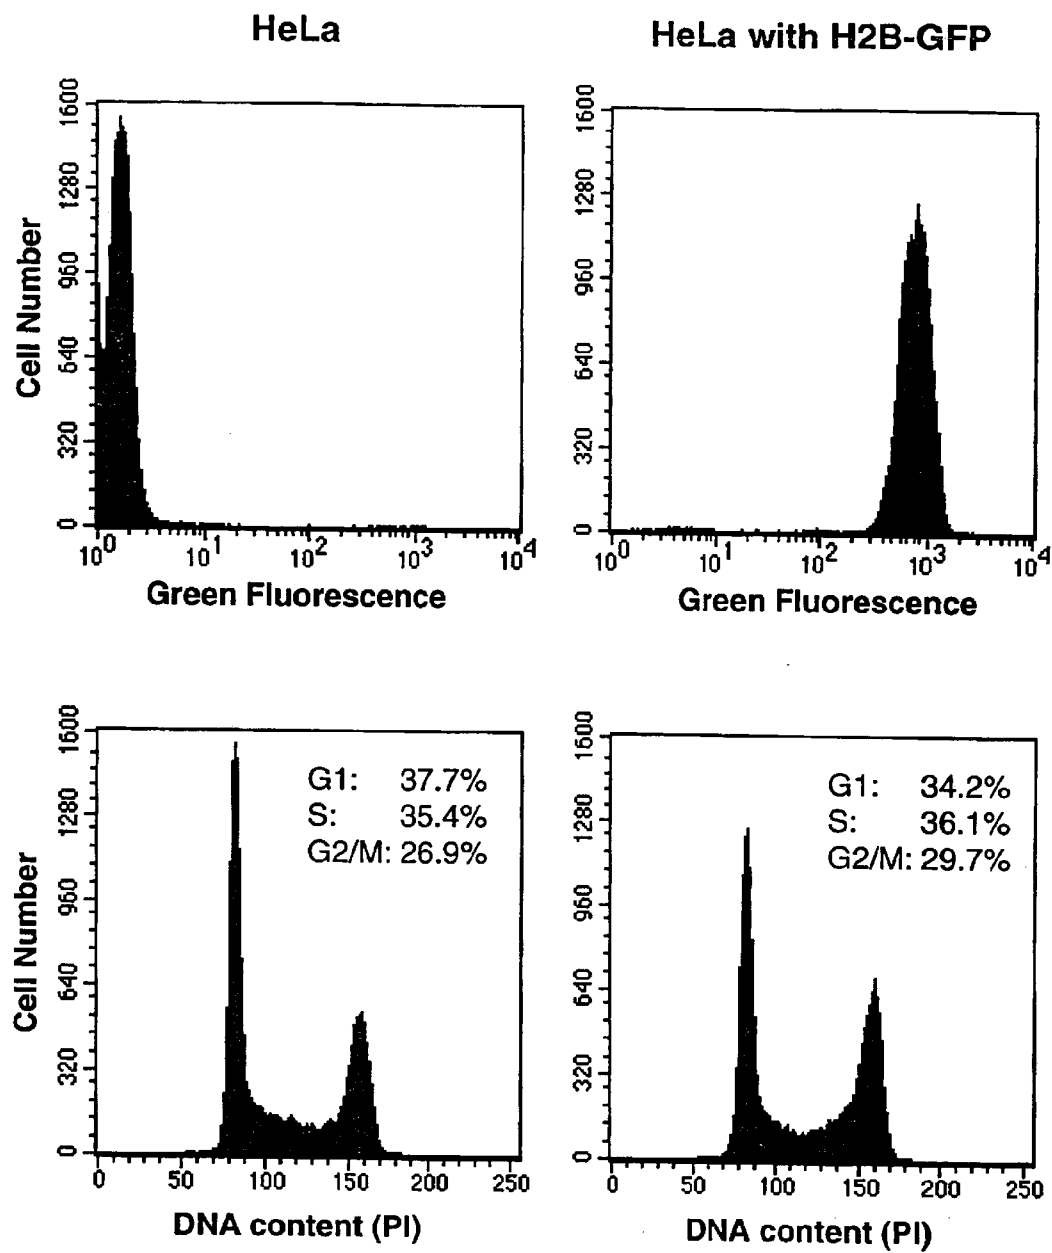 HeLa
HeLa with H2B-GFP
1600
1280
960
640
320
0
Cell Number
10^0 10^1 10^2 10^3 10^4
Green Fluorescence
1600
1280
960
640
320
0
10^0 10^1 10^2 10^3 10^4
Green Fluorescence
1600
1280
960
640
320
0
Cell Number
G1: 37.7%
S: 35.4%
G2/M: 26.9%
0 50 100 150 200 250
DNA content (PI)
1600
1280
960
640
320
0
G1: 34.2%
S: 36.1%
G2/M: 29.7%
0 50 100 150 200 250
DNA content (PI)